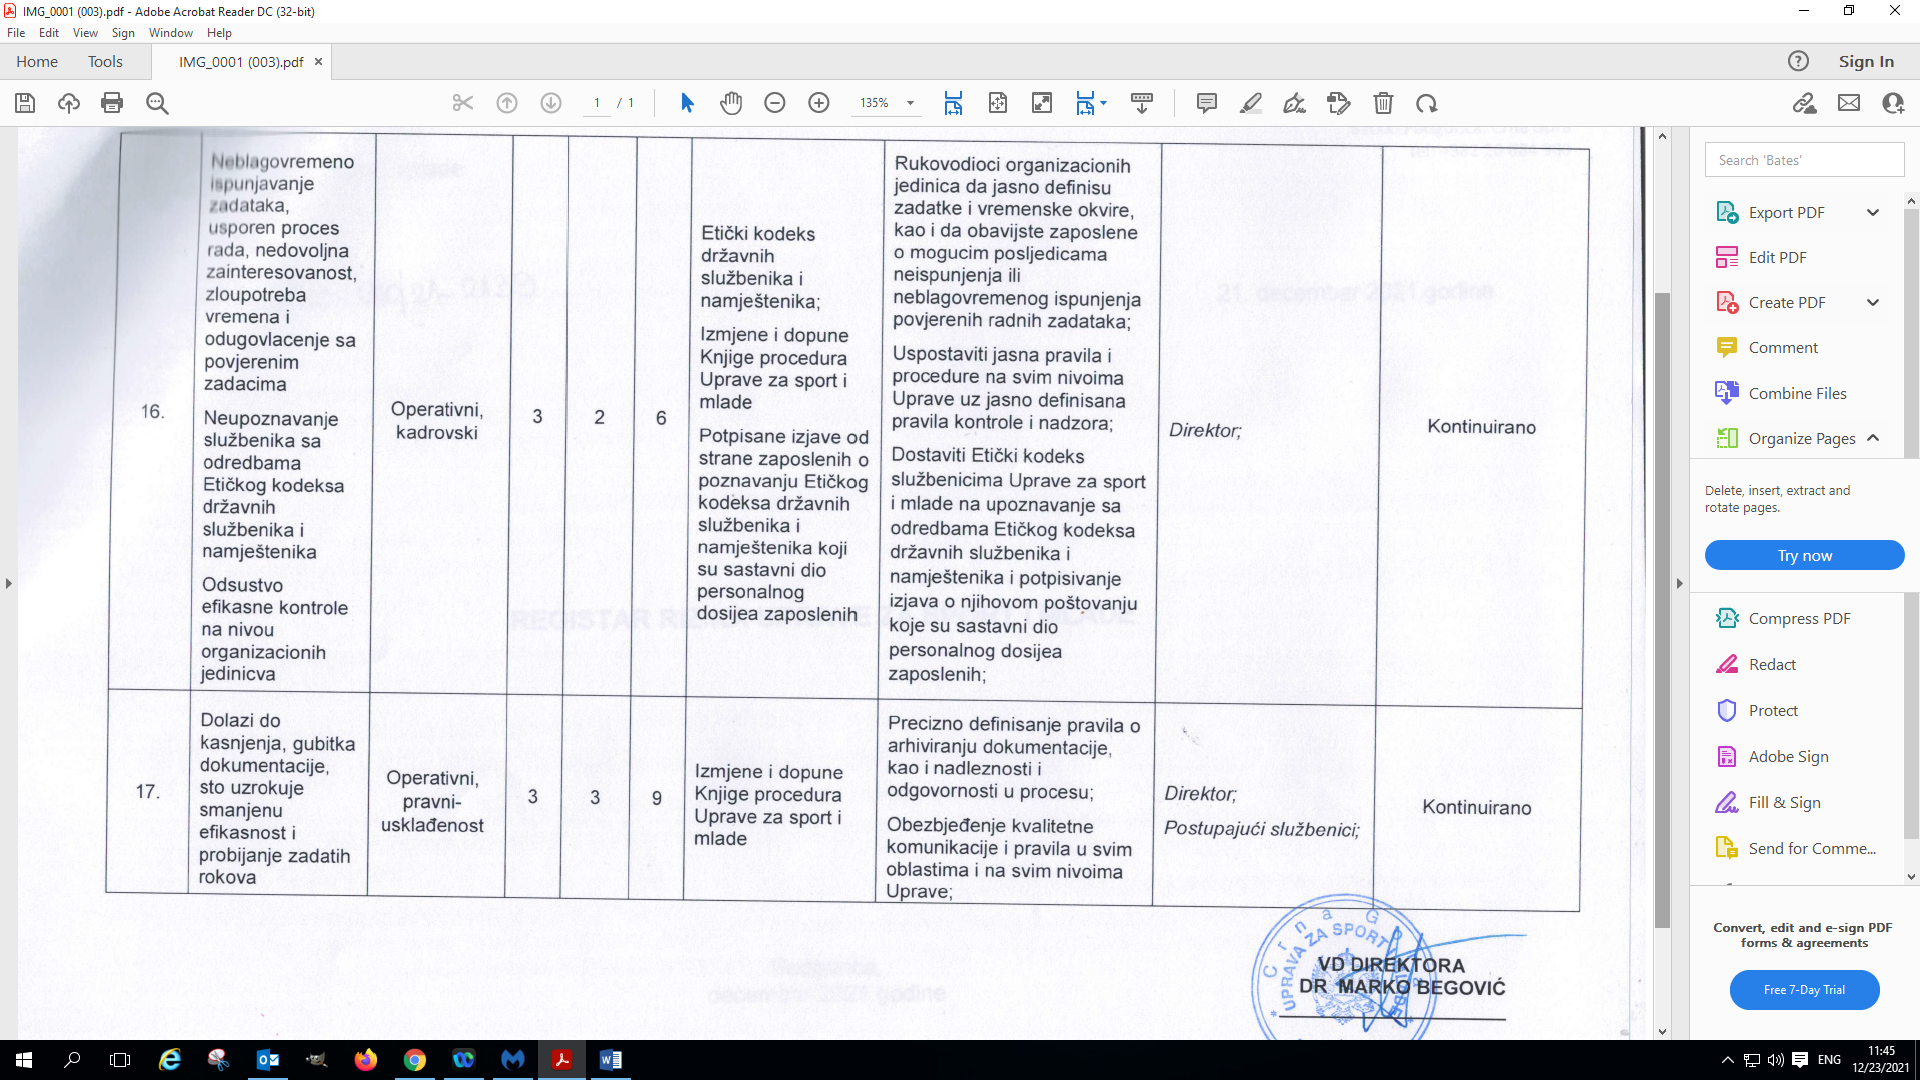 IMG_0001 (003).pdf - Adobe Acrobat Reader DC (32-bit)
File Edit View Sign Window Help
Home Tools IMG_0001 (003).pdf ×
Sign In
1 / 1 135%
Neblagovremeno
ispunjavanje
zadataka,
usporen proces
rada, nedovoljna
zainteresovanost,
zloupotreba
vremena i
odugovlacenje sa
povjerenim
zadacima
16.
Neupoznavanje
službenika sa
odredbama
Etičkog kodeksa
državnih
službenika i
namještenika
Odsustvo
efikasne kontrole
na nivou
organizacionih
jedinicva
Operativni,
kadrovski
3
2
6
Etički kodeks
državnih
službenika i
namještenika;
Izmjene i dopune
Knjige procedura
Uprave za sport i
mlade
Potpisane izjave od
strane zaposlenih o
poznavanju Etičkog
kodeksa državnih
službenika i
namještenika koji
su sastavni dio
personalnog
dosijea zaposlenih
Rukovodioci organizacionih
jedinica da jasno definisu
zadatke i vremenske okvire,
kao i da obavijste zaposlene
o mogucim posljedicama
neispunjenja ili
neblagovremenog ispunjenja
povjerenih radnih zadataka;
Uspostaviti jasna pravila i
procedure na svim nivoima
Uprave uz jasno definisana
pravila kontrole i nadzora;
Dostaviti Etički kodeks
službenicima Uprave za sport
i mlade na upoznavanje sa
odredbama Etičkog kodeksa
državnih službenika i
namještenika i potpisivanje
izjava o njihovom poštovanju
koje su sastavni dio
personalnog dosijea
zaposlenih;
Direktor;
Kontinuirano
17.
Dolazi do
kasnjenja, gubitka
dokumentacije,
sto uzrokuje
smanjenu
efikasnost i
probijanje zadatih
rokova
Operativni,
pravni-
usklađenost
3
3
9
Izmjene i dopune
Knjige procedura
Uprave za sport i
mlade
Precizno definisanje pravila o
arhiviranju dokumentacije,
kao i nadleznosti i
odgovornosti u procesu;
Obezbjeđenje kvalitetne
komunikacije i pravila u svim
oblastima i na svim nivoima
Uprave;
Direktor;
Postupajući službenici;
Kontinuirano
21. decembar 2021 godine
REGISTAR
decembar 2021 godine
Crna G
UPRAVA ZA SPORT
VD DIREKTORA
DR MARKO BEGOVIĆ
Search 'Bates'
Export PDF
Edit PDF
Create PDF
Comment
Combine Files
Organize Pages
Delete, insert, extract and
rotate pages.
Try now
Compress PDF
Redact
Protect
Adobe Sign
Fill & Sign
Send for Comme...
Convert, edit and e-sign PDF
forms & agreements
Free 7-Day Trial
ENG
11:45
12/23/2021